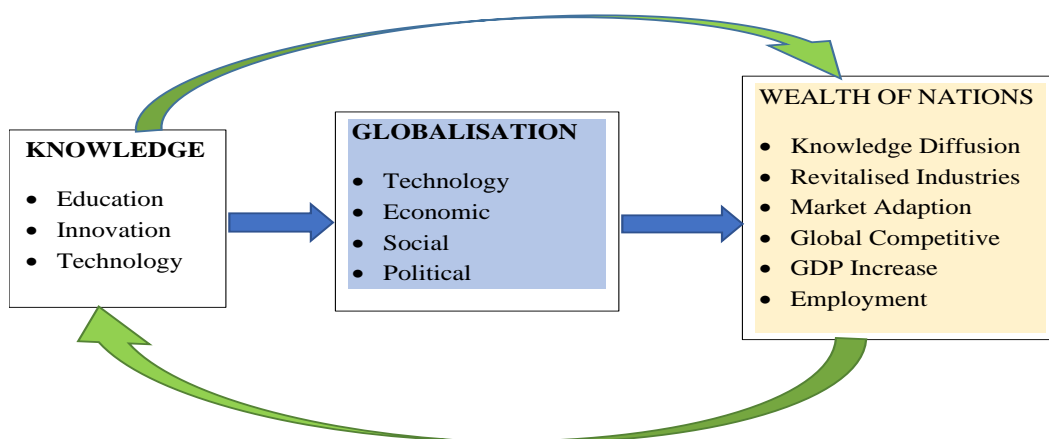 KNOWLEDGE
• Education
• Innovation
• Technology
GLOBALISATION
• Technology
• Economic
• Social
• Political
WEALTH OF NATIONS
• Knowledge Diffusion
• Revitalised Industries
• Market Adaption
• Global Competitive
• GDP Increase
• Employment